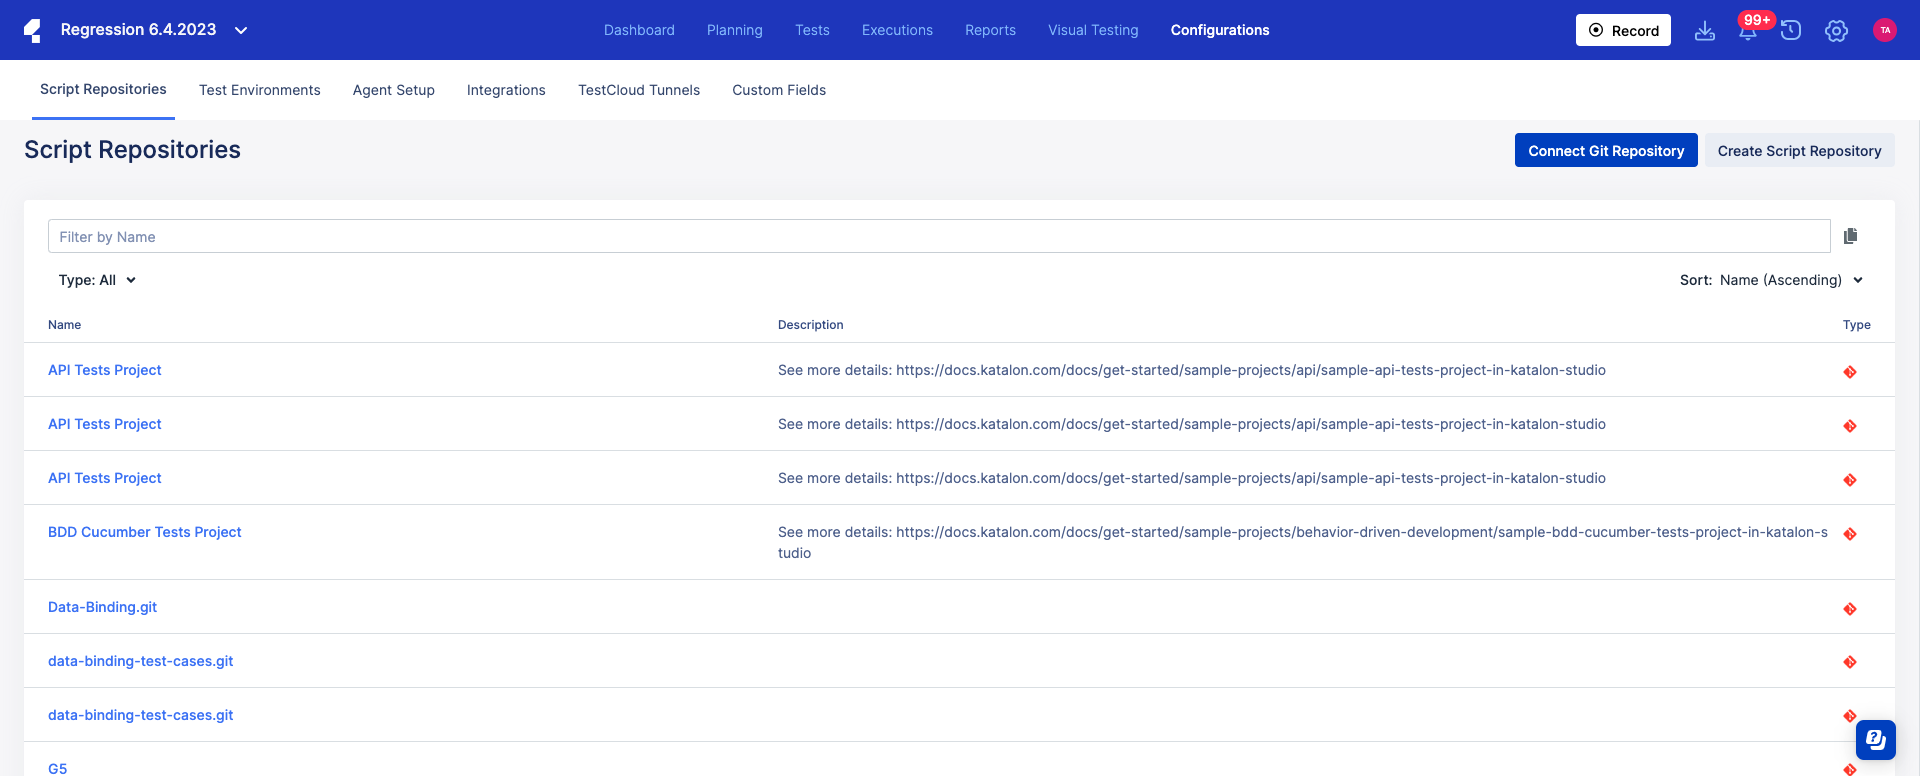 Regression 6.4.2023
Dashboard Planning Tests Executions Reports Visual Testing Configurations
Record
99+
TA
Script Repositories Test Environments Agent Setup Integrations TestCloud Tunnels Custom Fields
Script Repositories
Connect Git Repository Create Script Repository
Filter by Name
Type: All
Sort: Name (Ascending)
Name Description Type
API Tests Project See more details: https://docs.katalon.com/docs/get-started/sample-projects/api/sample-api-tests-project-in-katalon-studio
API Tests Project See more details: https://docs.katalon.com/docs/get-started/sample-projects/api/sample-api-tests-project-in-katalon-studio
API Tests Project See more details: https://docs.katalon.com/docs/get-started/sample-projects/api/sample-api-tests-project-in-katalon-studio
BDD Cucumber Tests Project See more details: https://docs.katalon.com/docs/get-started/sample-projects/behavior-driven-development/sample-bdd-cucumber-tests-project-in-katalon-s
tudio
Data-Binding.git
data-binding-test-cases.git
data-binding-test-cases.git
G5